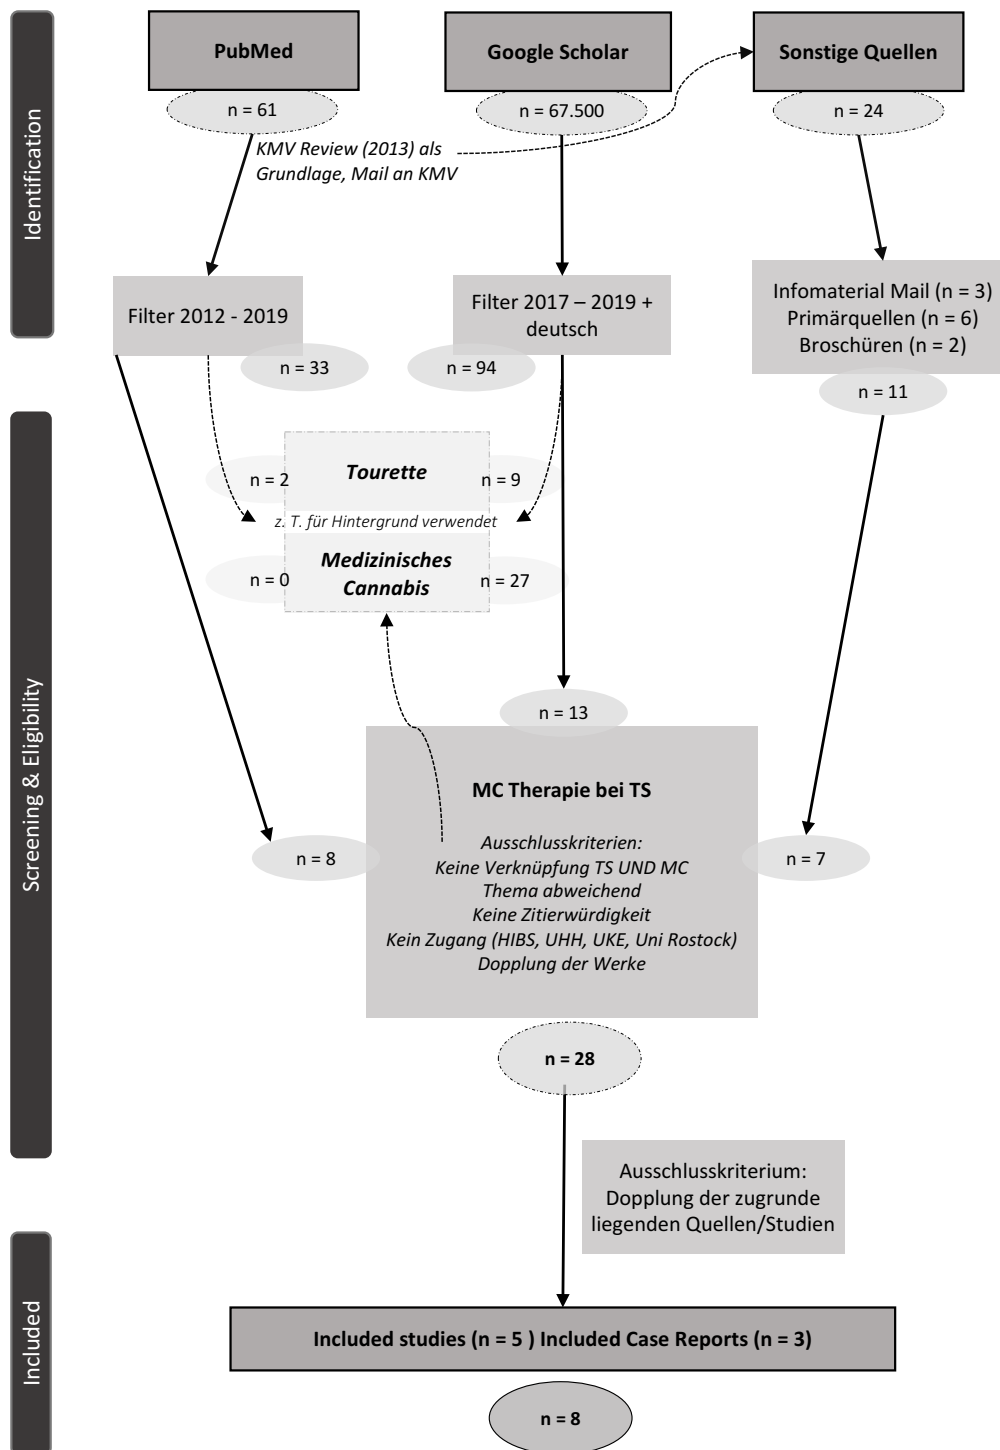 Identification
PubMed
Google Scholar
Sonstige Quellen
n = 61
n = 67.500
n = 24
KMV Review (2013) als
Grundlage, Mail an KMV
Filter 2012 - 2019
Filter 2017 – 2019 +
deutsch
Infomaterial Mail (n = 3)
Primärquellen (n = 6)
Broschüren (n = 2)
n = 33
n = 94
n = 11
Screening & Eligibility
n = 2
Tourette
n = 9
z. T. für Hintergrund verwendet
n = 0
Medizinisches
Cannabis
n = 27
n = 13
MC Therapie bei TS
n = 8
n = 7
Ausschlusskriterien:
Keine Verknüpfung TS UND MC
Thema abweichend
Keine Zitierwürdigkeit
Kein Zugang (HIBS, UHH, UKE, Uni Rostock)
Dopplung der Werke
n = 28
Ausschlusskriterium:
Dopplung der zugrunde
liegenden Quellen/Studien
Included
Included studies (n = 5 ) Included Case Reports (n = 3)
n = 8